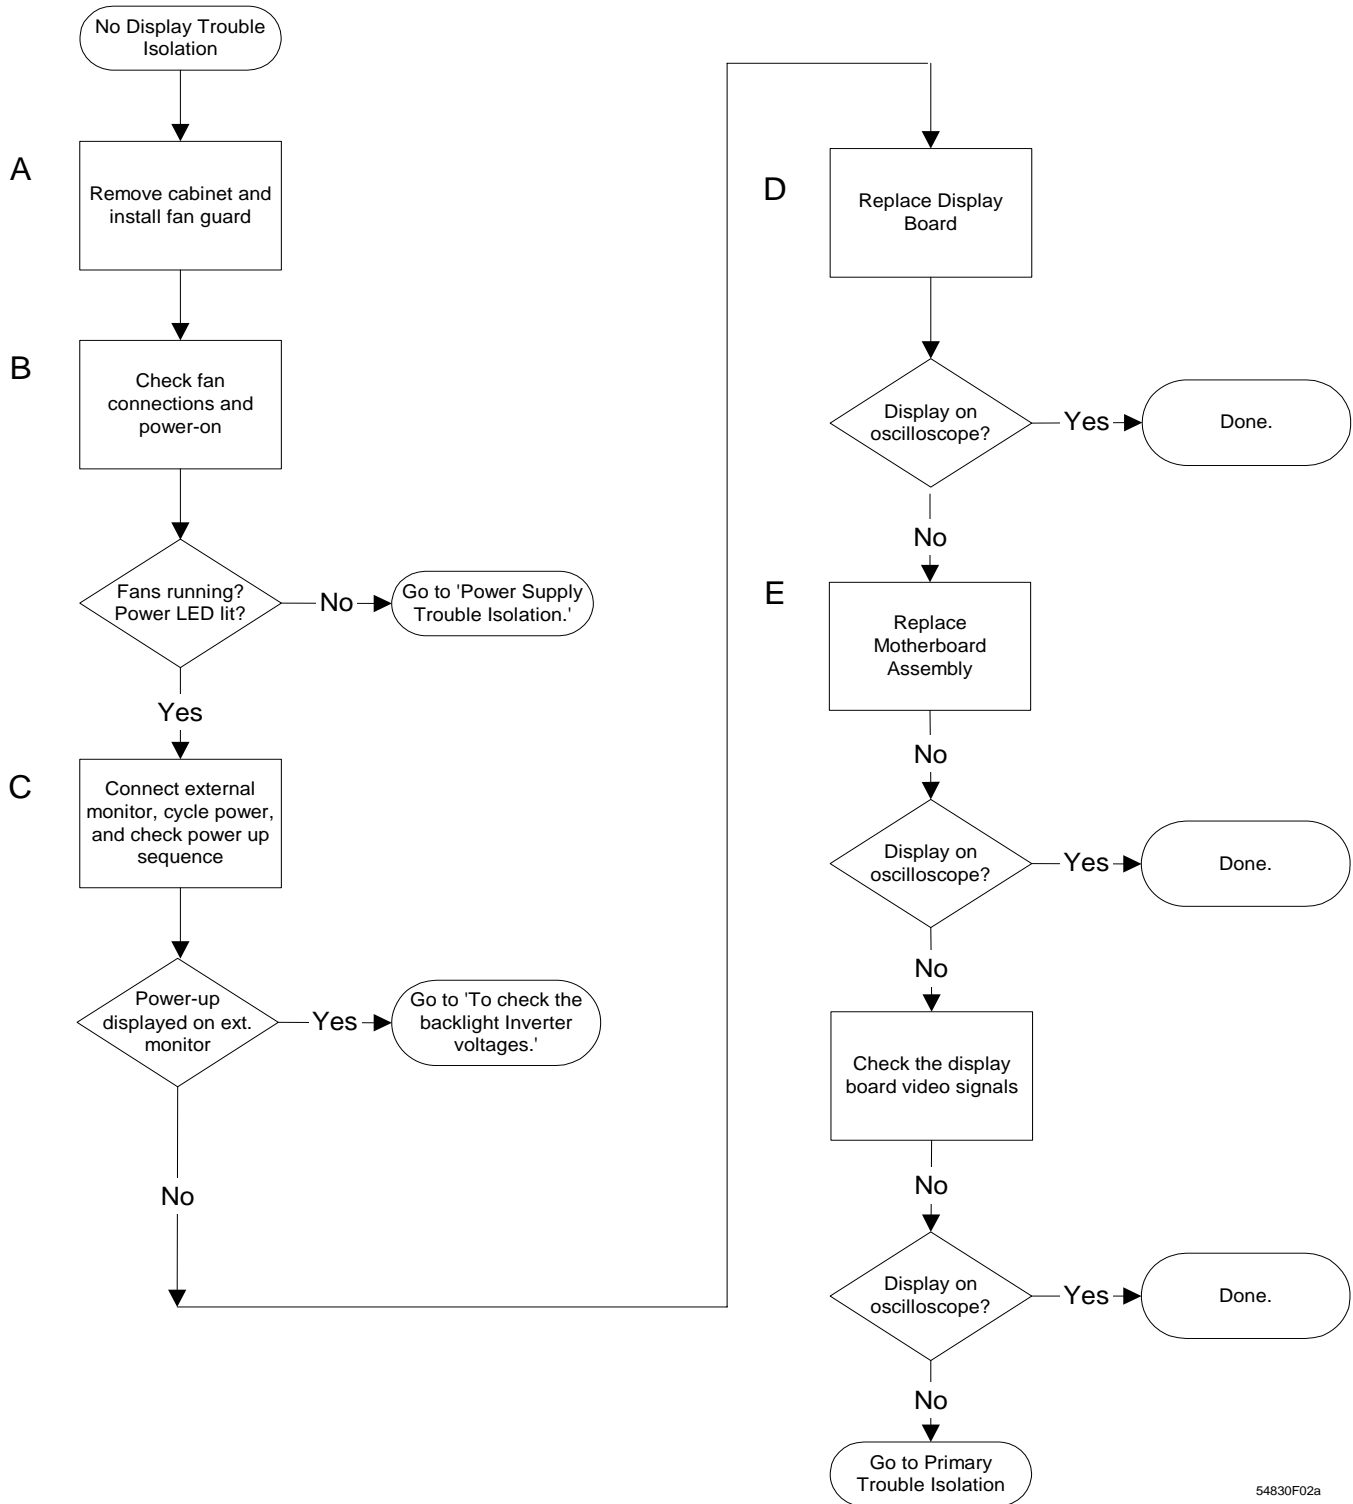 No Display Trouble
Isolation
A
Remove cabinet and
install fan guard
B
Check fan
connections and
power-on
Fans running?
Power LED lit?
No
Go to 'Power Supply
Trouble Isolation.'
Yes
C
Connect external
monitor, cycle power,
and check power up
sequence
Power-up
displayed on ext.
monitor
Yes
Go to 'To check the
backlight Inverter
voltages.'
No
D
Replace Display
Board
Display on
oscilloscope?
Yes
Done.
No
E
Replace
Motherboard
Assembly
No
Display on
oscilloscope?
Yes
Done.
No
Check the display
board video signals
No
Display on
oscilloscope?
Yes
Done.
No
Go to Primary
Trouble Isolation
54830F02a